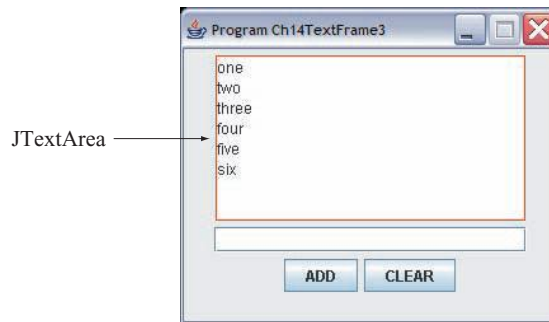 Program Ch14TextFrame3
one
two
three
JTextArea
four
five
six
ADD CLEAR